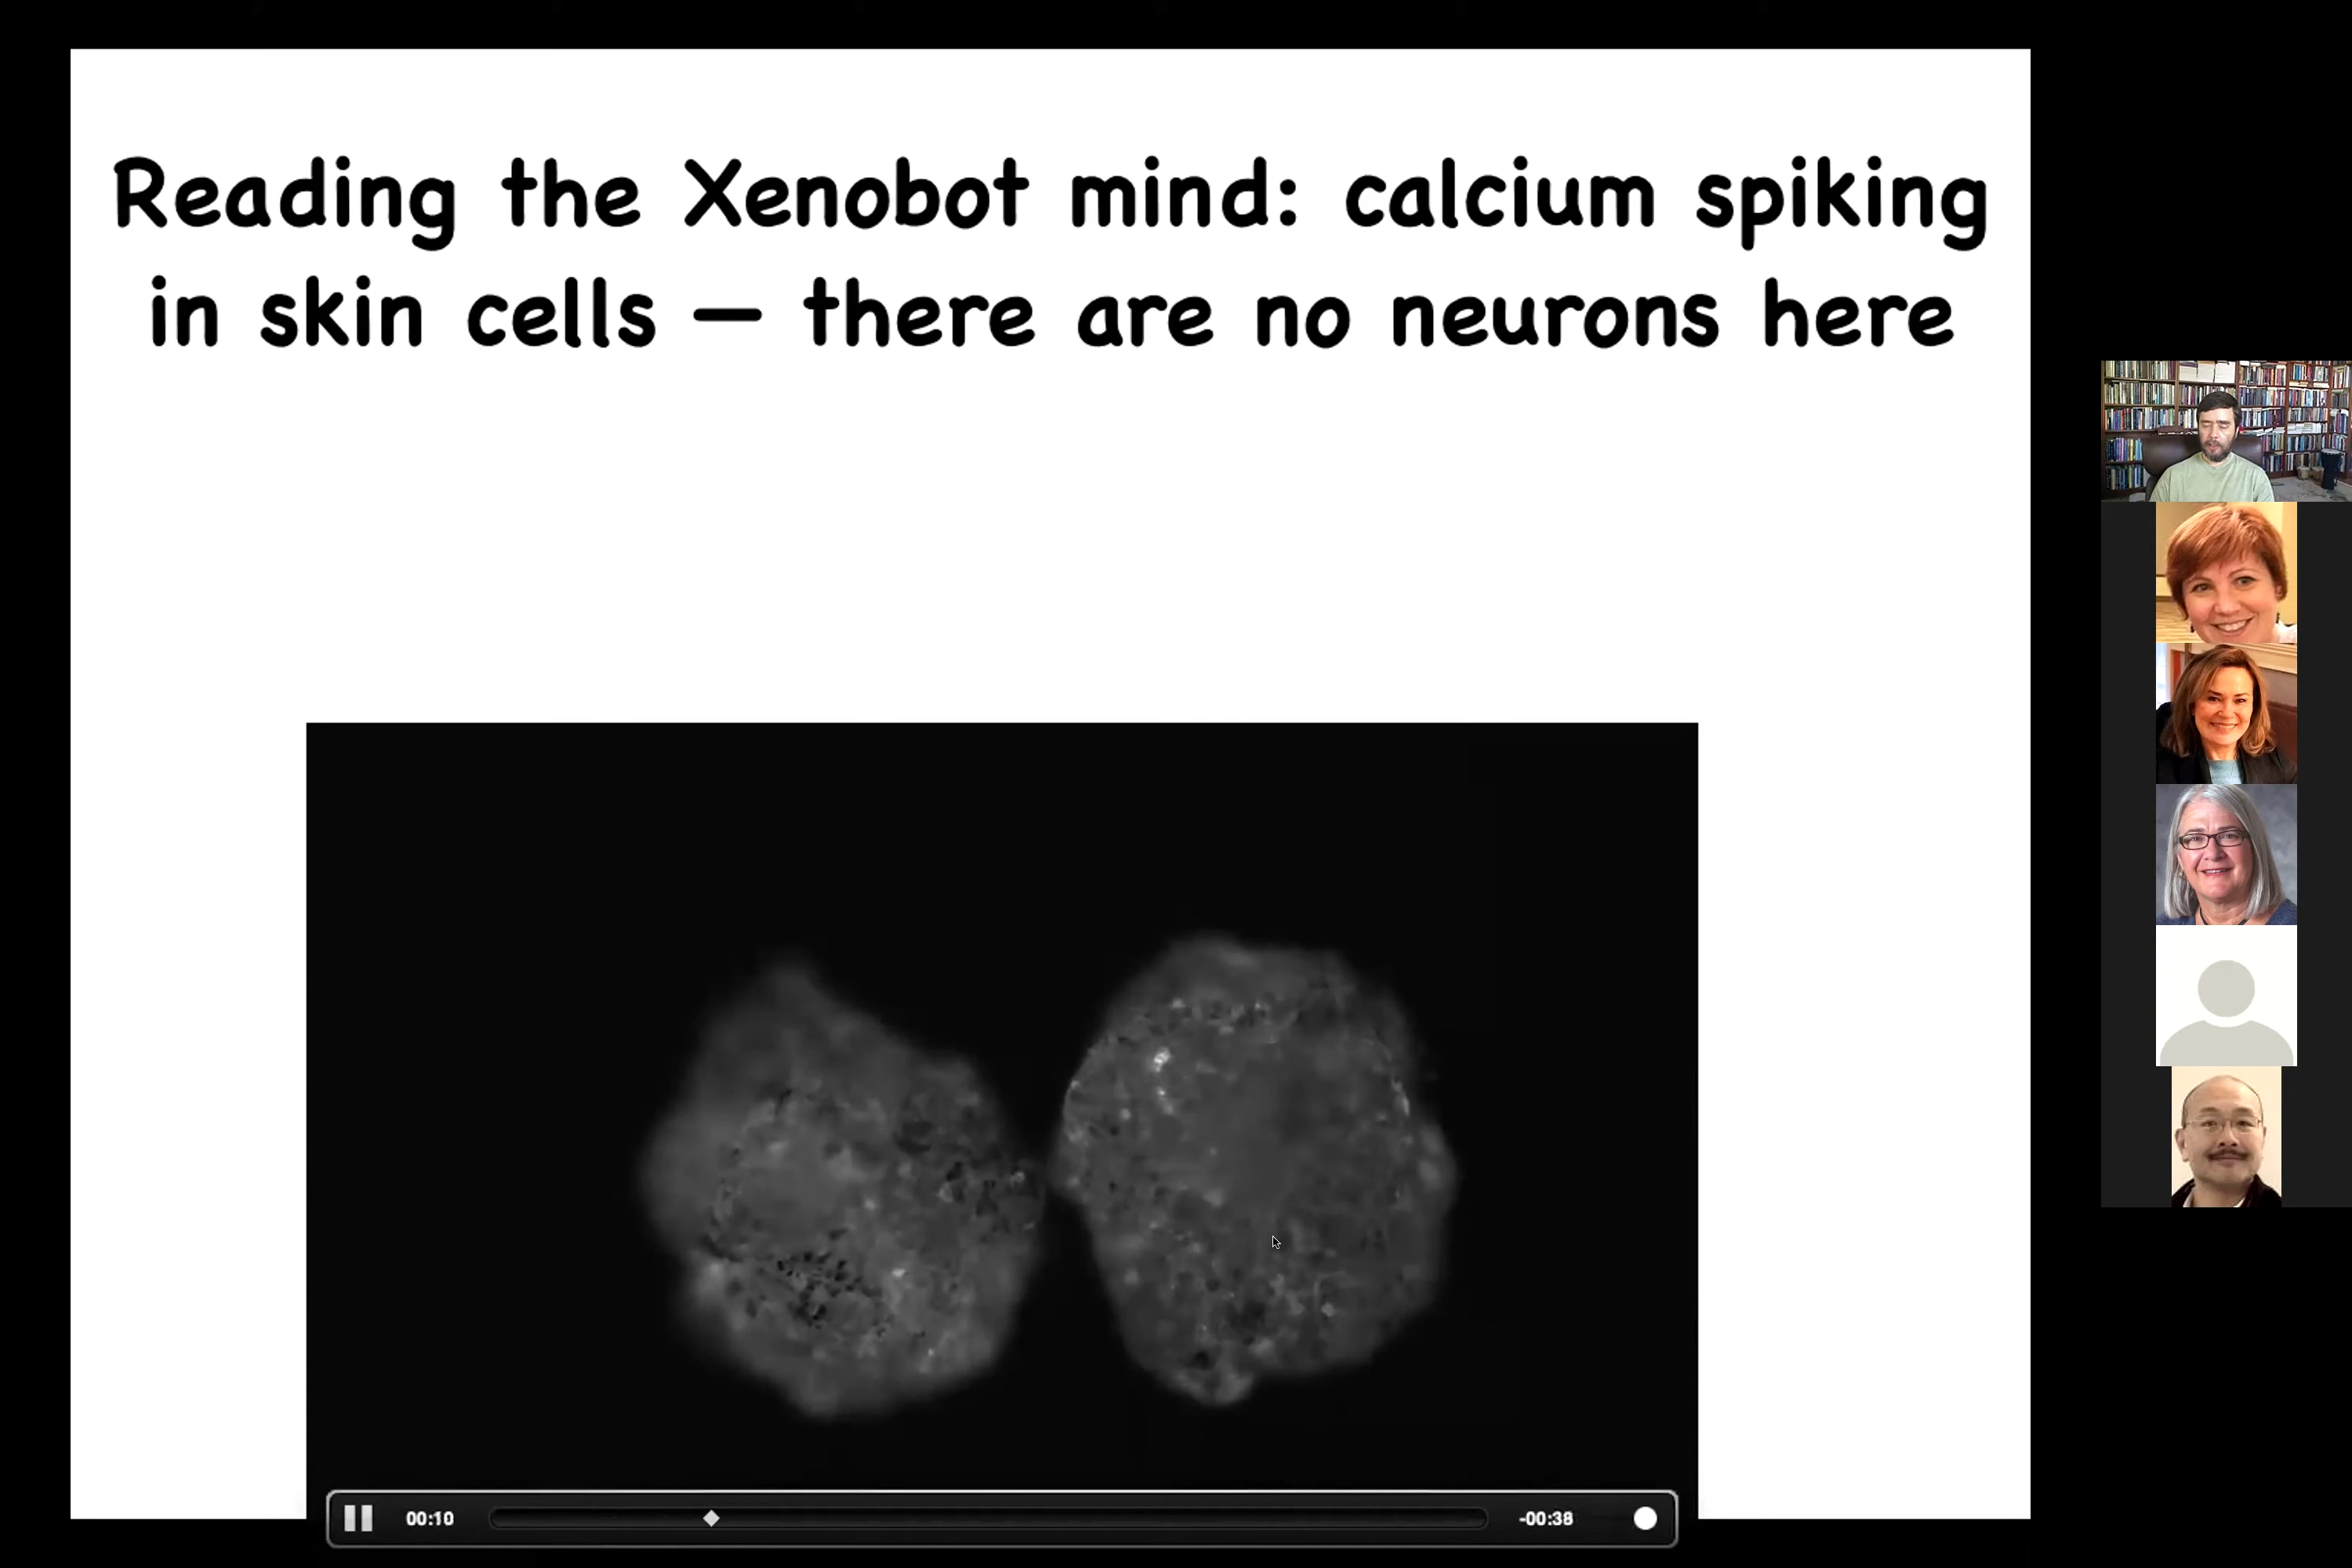 Reading the Xenobot mind: calcium spiking
in skin cells — there are no neurons here
00:10
-00:38